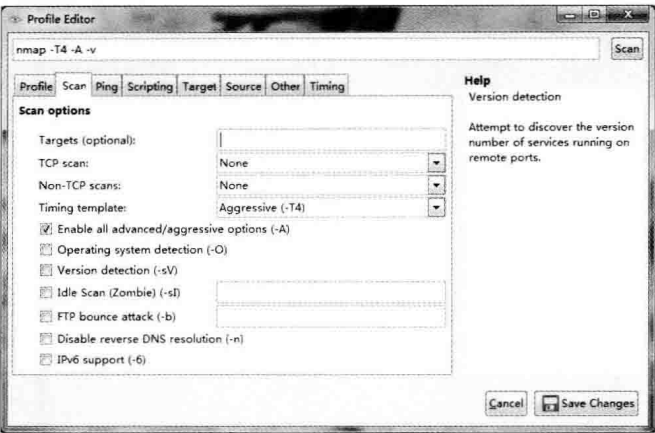 Profile Editor
nmap -T4 -A -v
Scan
Profile Scan Ping Scripting Target Source Other Timing
Scan options
Targets (optional):
TCP scan: None
Non-TCP scans: None
Timing template: Aggressive (-T4)
Enable all advanced/aggressive options (-A)
Operating system detection (-O)
Version detection (-sV)
Idle Scan (Zombie) (-sI)
FTP bounce attack (-b)
Disable reverse DNS resolution (-n)
IPv6 support (-6)
Help
Version detection
Attempt to discover the version
number of services running on
remote ports.
Cancel
Save Changes